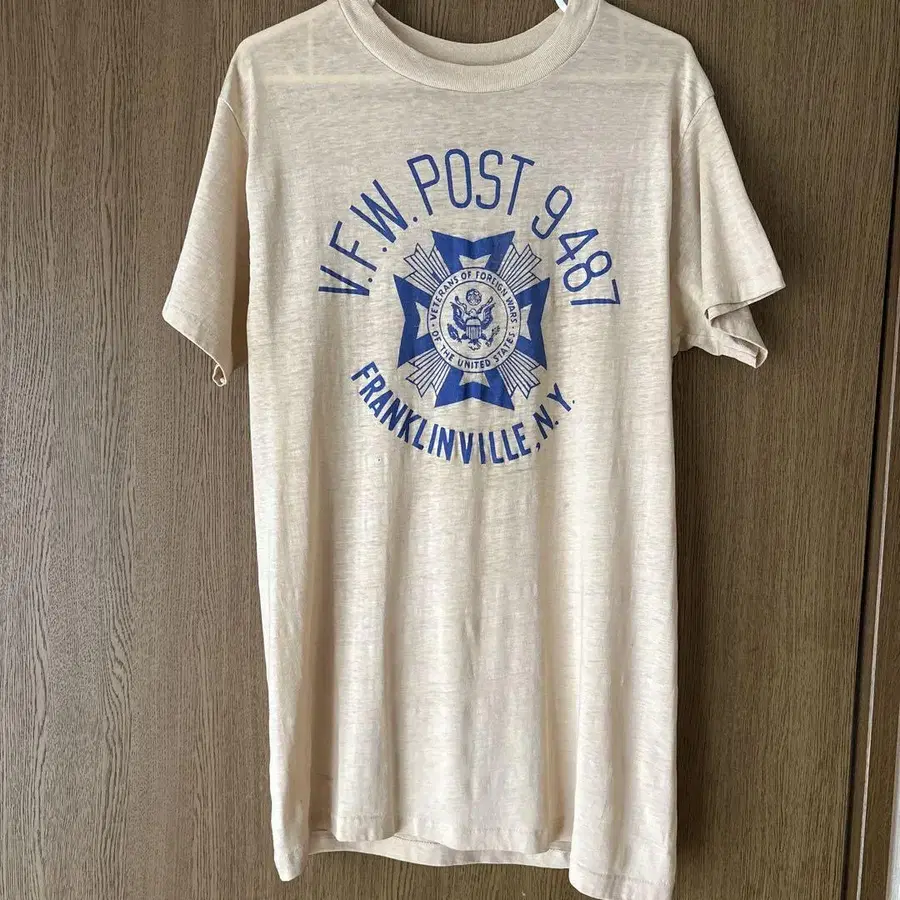 V.F.W. POST 9487
VETERANS OF FOREIGN WARS
OF THE UNITED STATES
FRANKLINVILLE, N.Y.